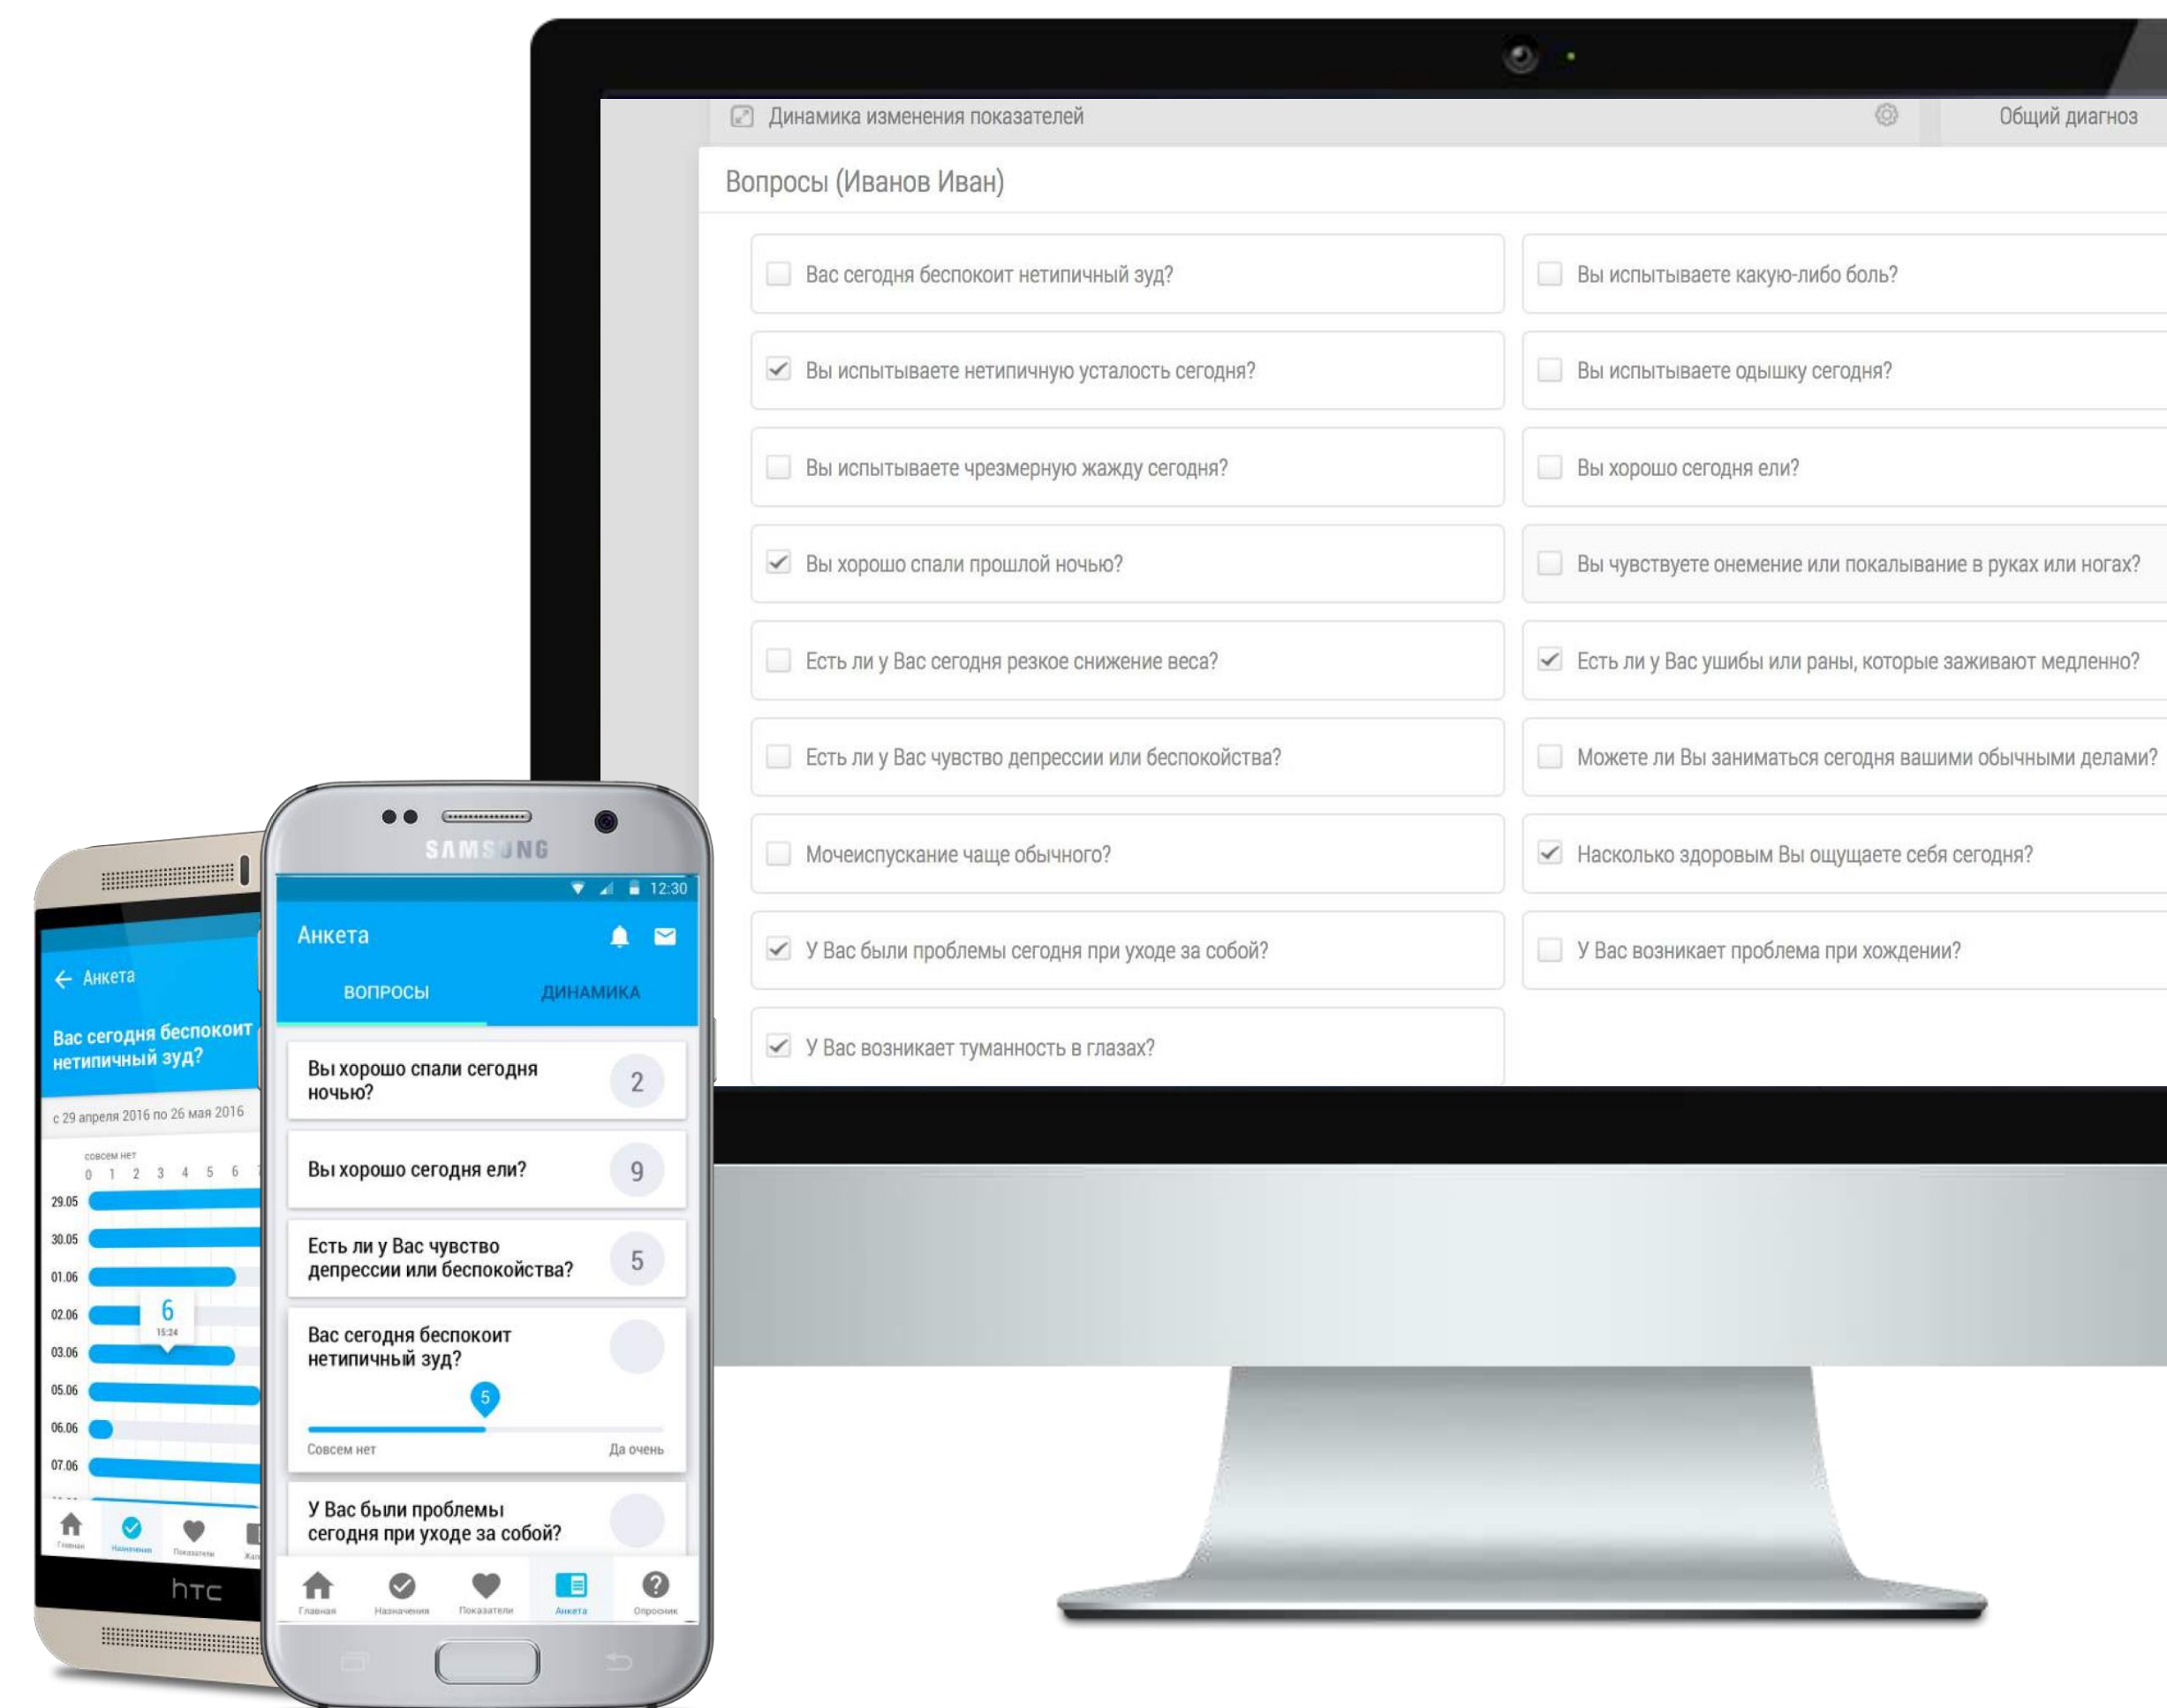 Динамика изменения показателей
Общий диагноз
Вопросы (Иванов Иван)
Вас сегодня беспокоит нетипичный зуд?
Вы испытываете какую-либо боль?
Вы испытываете нетипичную усталость сегодня?
Вы испытываете одышку сегодня?
Вы испытываете чрезмерную жажду сегодня?
Вы хорошо сегодня ели?
Вы хорошо спали прошлой ночью?
Вы чувствуете онемение или покалывание в руках или ногах?
Есть ли у Вас сегодня резкое снижение веса?
Есть ли у Вас ушибы или раны, которые заживают медленно?
Есть ли у Вас чувство депрессии или беспокойства?
Можете ли Вы заниматься сегодня вашими обычными делами?
Мочеиспускание чаще обычного?
Насколько здоровым Вы ощущаете себя сегодня?
У Вас были проблемы сегодня при уходе за собой?
У Вас возникает проблема при хождении?
У Вас возникает туманность в глазах?
SAMSUNG
12:30
Анкета
ВОПРОСЫ
ДИНАМИКА
Вы хорошо спали сегодня
ночью?
2
Вы хорошо сегодня ели?
9
Есть ли у Вас чувство
депрессии или беспокойства?
5
Вас сегодня беспокоит
нетипичный зуд?
5
Совсем нет
Да очень
У Вас были проблемы
сегодня при уходе за собой?
Главная
Назначения
Показатели
Анкета
Опросник
Анкета
Вас сегодня беспокоит
нетипичный зуд?
с 29 апреля 2016 по 26 мая 2016
совсем нет
0 1 2 3 4 5 6
29.05
30.05
01.06
02.06
6
15:24
03.06
05.06
06.06
07.06
Главная
Назначения
Показатели
hтс